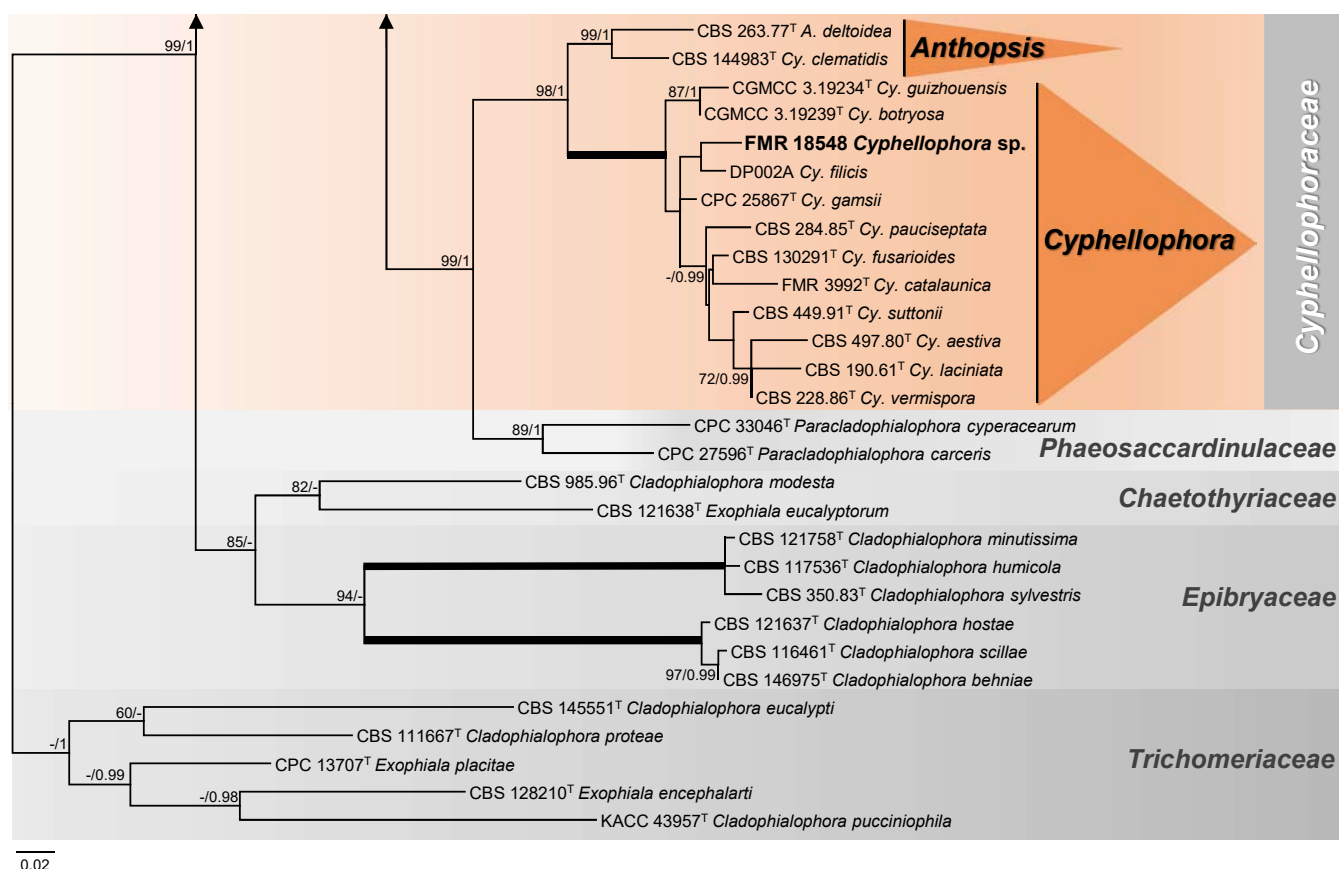 99/1
99/1
CBS 263.77ᵀ A. deltoidea
CBS 144983ᵀ Cy. clematidis
Anthopsis
98/1
87/1
CGMCC 3.19234ᵀ Cy. guizhouensis
CGMCC 3.19239ᵀ Cy. botryosa
FMR 18548 Cyphellophora sp.
DP002A Cy. filicis
CPC 25867ᵀ Cy. gamsii
CBS 284.85ᵀ Cy. pauciseptata
Cyphellophora
Cyphellophoraceae
99/1
-/0.99
CBS 130291ᵀ Cy. fusarioides
FMR 3992ᵀ Cy. catalaunica
CBS 449.91ᵀ Cy. suttonii
CBS 497.80ᵀ Cy. aestiva
CBS 190.61ᵀ Cy. laciniata
72/0.99
CBS 228.86ᵀ Cy. vermispora
89/1
CPC 33046ᵀ Paracladophialophora cyperacearum
CPC 27596ᵀ Paracladophialophora carceris
Phaeosaccardinulaceae
82/-
CBS 985.96ᵀ Cladophialophora modesta
CBS 121638ᵀ Exophiala eucalyptorum
Chaetothyriaceae
85/-
CBS 121758ᵀ Cladophialophora minutissima
CBS 117536ᵀ Cladophialophora humicola
CBS 350.83ᵀ Cladophialophora sylvestris
Epibryaceae
94/-
CBS 121637ᵀ Cladophialophora hostae
CBS 116461ᵀ Cladophialophora scillae
97/0.99
CBS 146975ᵀ Cladophialophora behniae
60/-
CBS 145551ᵀ Cladophialophora eucalypti
CBS 111667ᵀ Cladophialophora proteae
-/1
Trichomeriaceae
-/0.99
CPC 13707ᵀ Exophiala placitae
-/0.98
CBS 128210ᵀ Exophiala encephalarti
KACC 43957ᵀ Cladophialophora pucciniophila
0.02